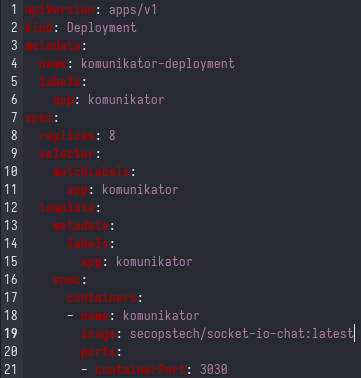 1 apiVersion: apps/v1
2 kind: Deployment
3 metadata:
4   name: komunikator-deployment
5   labels:
6     app: komunikator
7 spec:
8   replicas: 8
9   selector:
10     matchLabels:
11       app: komunikator
12   template:
13     metadata:
14       labels:
15         app: komunikator
16     spec:
17       containers:
18       - name: komunikator
19         image: secopstech/socket-io-chat:latest
20         ports:
21         - containerPort: 3030